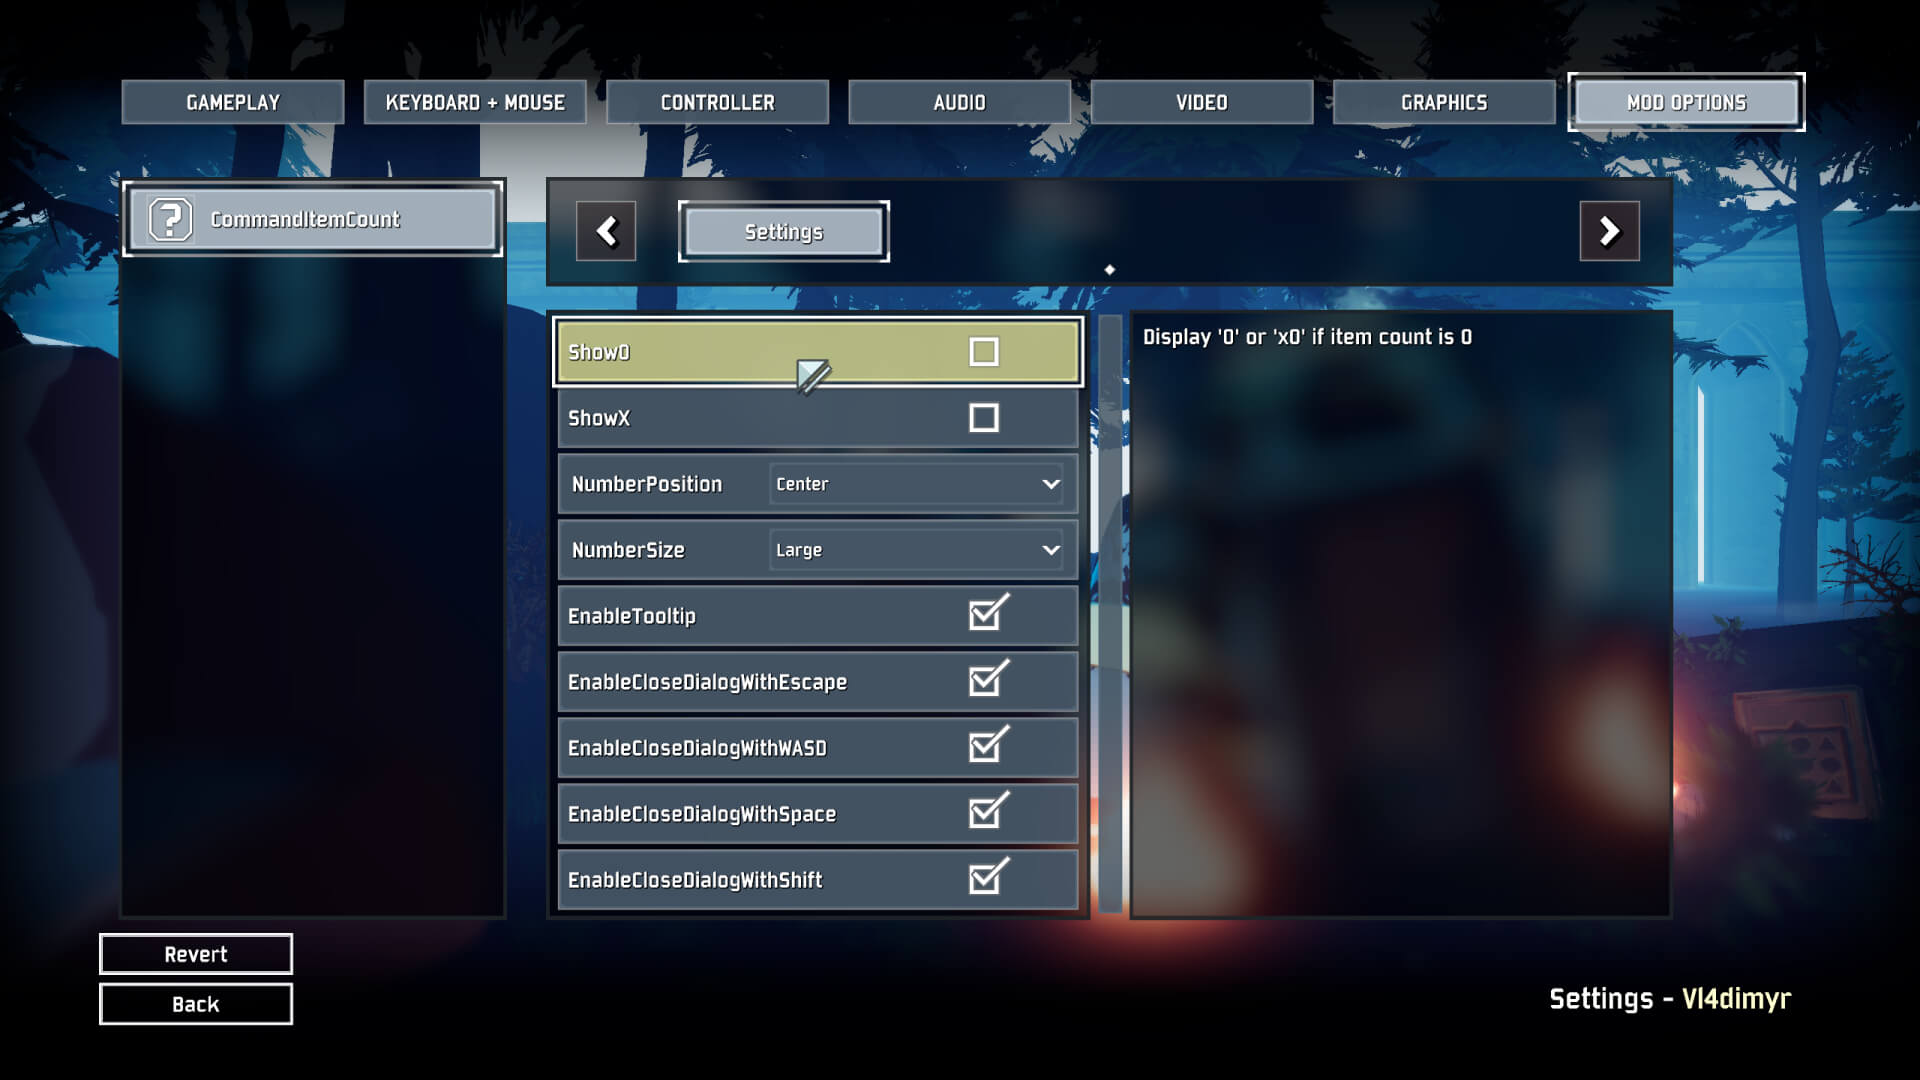 GAMEPLAY
KEYBOARD + MOUSE
CONTROLLER
AUDIO
VIDEO
GRAPHICS
MOD OPTIONS
? CommandItemCount
Settings
Show0
ShowX
NumberPosition Center
NumberSize Large
EnableTooltip
EnableCloseDialogWithEscape
EnableCloseDialogWithWASD
EnableCloseDialogWithSpace
EnableCloseDialogWithShift
Display '0' or 'x0' if item count is 0
Revert
Back
Settings - Vl4dimyr